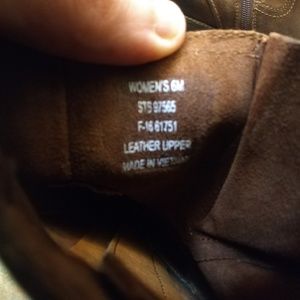 WOMEN'S 6M
STS 97565
F-16 61751
LEATHER UPPER
MADE IN VIETNAM